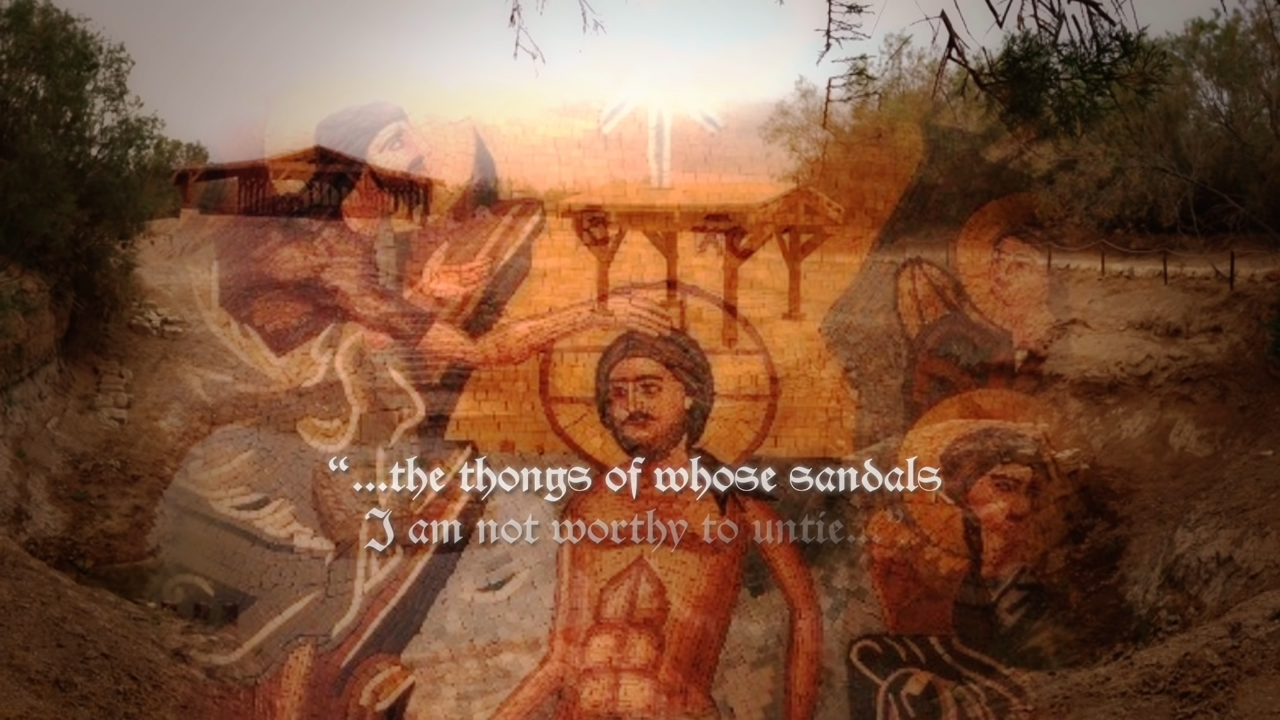 “...the thongs of whose sandals
I am not worthy to untie...”